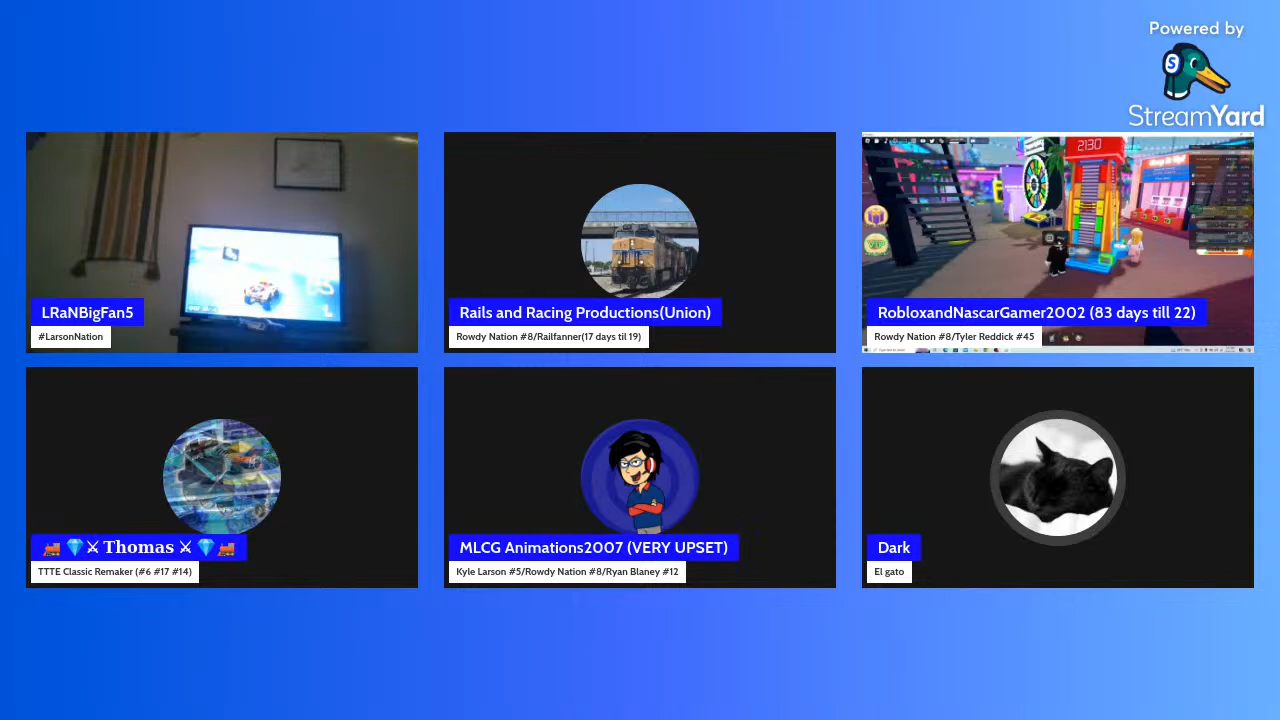 Powered by
StreamYard
LRaNBigFan5
#LarsonNation
Rails and Racing Productions(Union)
Rowdy Nation #8/Railfanner(17 days til 19)
2130
VIP
RobloxandNascarGamer2002 (83 days till 22)
Rowdy Nation #8/Tyler Reddick #45
🚂 💎⚔ Thomas ⚔ 💎🚂
TTTE Classic Remaker (#6 #17 #14)
MLCG Animations2007 (VERY UPSET)
Kyle Larson #5/Rowdy Nation #8/Ryan Blaney #12
Dark
El gato